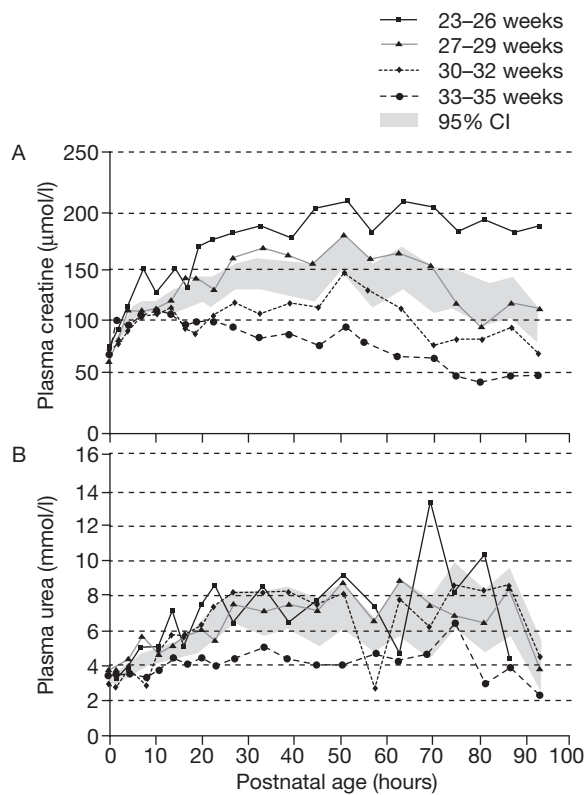 23–26 weeks
27–29 weeks
30–32 weeks
33–35 weeks
95% CI
A
250
200
150
100
50
0
Plasma creatine (μmol/l)
B
16
14
12
10
8
6
4
2
0
Plasma urea (mmol/l)
0 10 20 30 40 50 60 70 80 90 100
Postnatal age (hours)